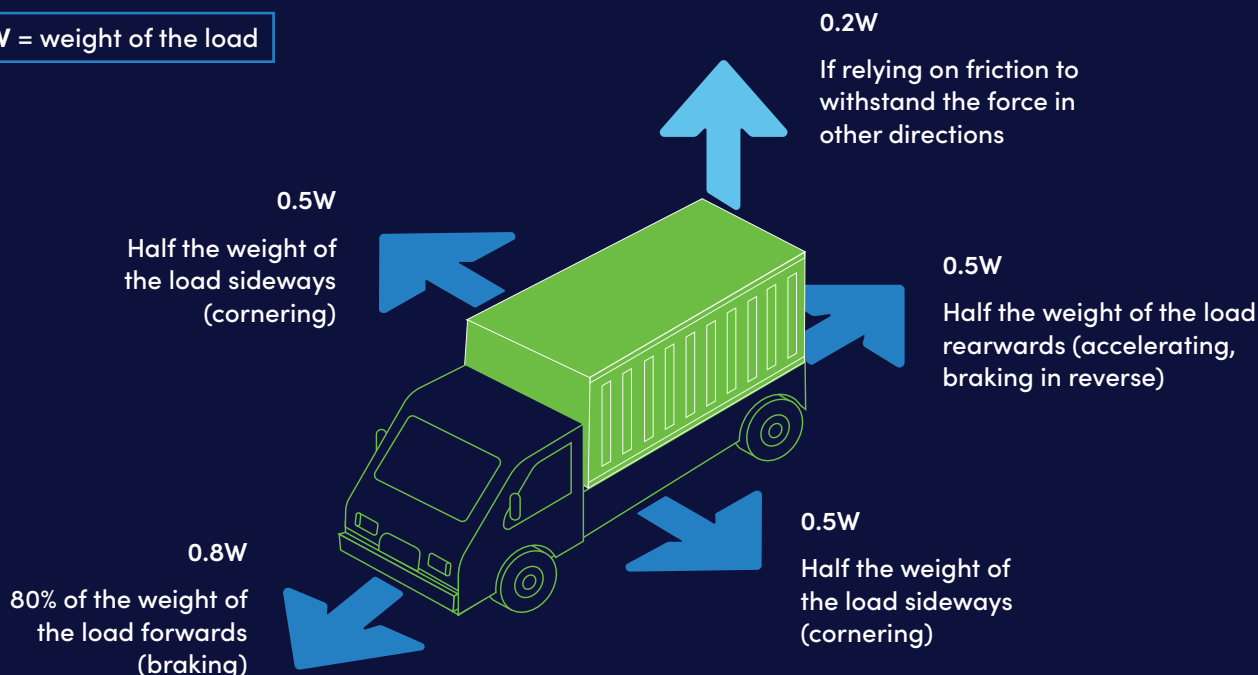 W = weight of the load
0.2W
If relying on friction to
withstand the force in
other directions
0.5W
Half the weight of
the load sideways
(cornering)
0.5W
Half the weight of the load
rearwards (accelerating,
braking in reverse)
0.5W
Half the weight of
the load sideways
(cornering)
0.8W
80% of the weight of
the load forwards
(braking)